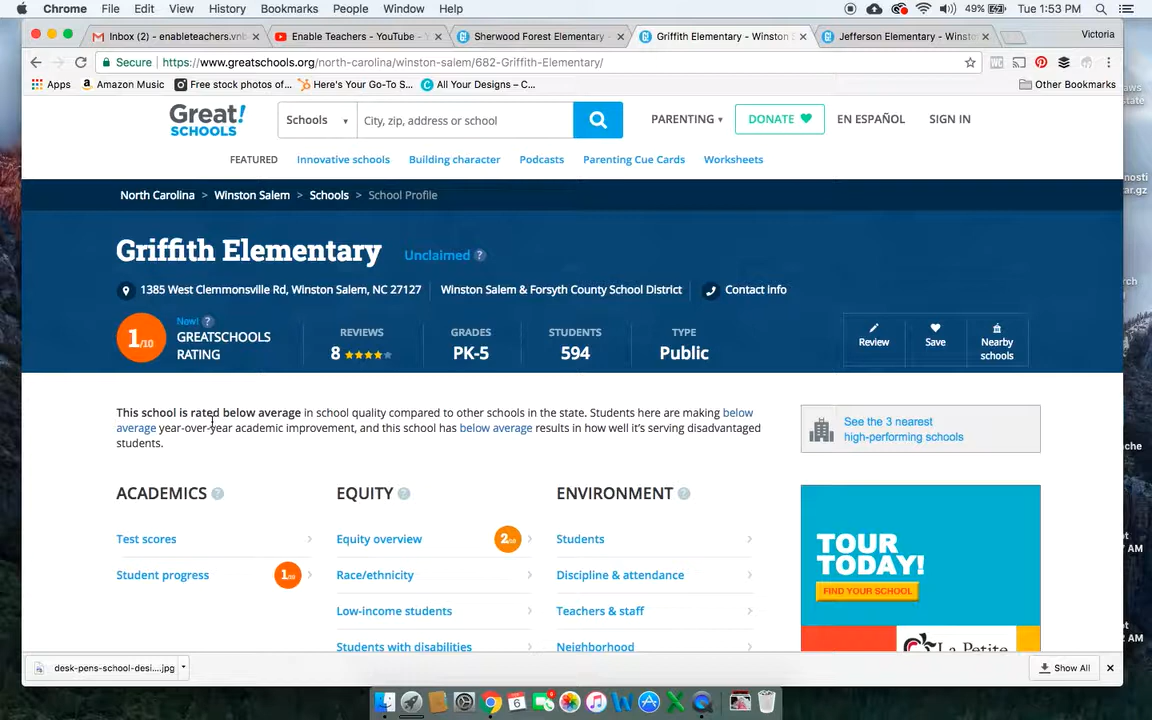 Chrome File Edit View History Bookmarks People Window Help 49% Tue 1:53 PM
Inbox (2) - enableteachers.vnb
Enable Teachers - YouTube -
Sherwood Forest Elementary -
Griffith Elementary - Winston
Jefferson Elementary - Winsto
Victoria
Secure https://www.greatschools.org/north-carolina/winston-salem/682-Griffith-Elementary/
Apps Amazon Music Free stock photos of... Here's Your Go-To S... All Your Designs – C... Other Bookmarks
Great!
SCHOOLS
Schools City, zip, address or school PARENTING DONATE EN ESPAÑOL SIGN IN
FEATURED Innovative schools Building character Podcasts Parenting Cue Cards Worksheets
North Carolina > Winston Salem > Schools > School Profile
Griffith Elementary Unclaimed ?
1385 West Clemmonsville Rd, Winston Salem, NC 27127 Winston Salem & Forsyth County School District Contact info
1/10
New! ?
GREATSCHOOLS
RATING
REVIEWS
8
GRADES
PK-5
STUDENTS
594
TYPE
Public
Review
Save
Nearby
schools
This school is rated below average in school quality compared to other schools in the state. Students here are making below
average year-over-year academic improvement, and this school has below average results in how well it's serving disadvantaged
students.
See the 3 nearest
high-performing schools
ACADEMICS ?
Test scores
Student progress 1/10
EQUITY ?
Equity overview 2/10
Race/ethnicity
Low-income students
Students with disabilities
ENVIRONMENT ?
Students
Discipline & attendance
Teachers & staff
Neighborhood
TOUR
TODAY!
FIND YOUR SCHOOL
La Petite
desk-pens-school-desi....jpg
Show All